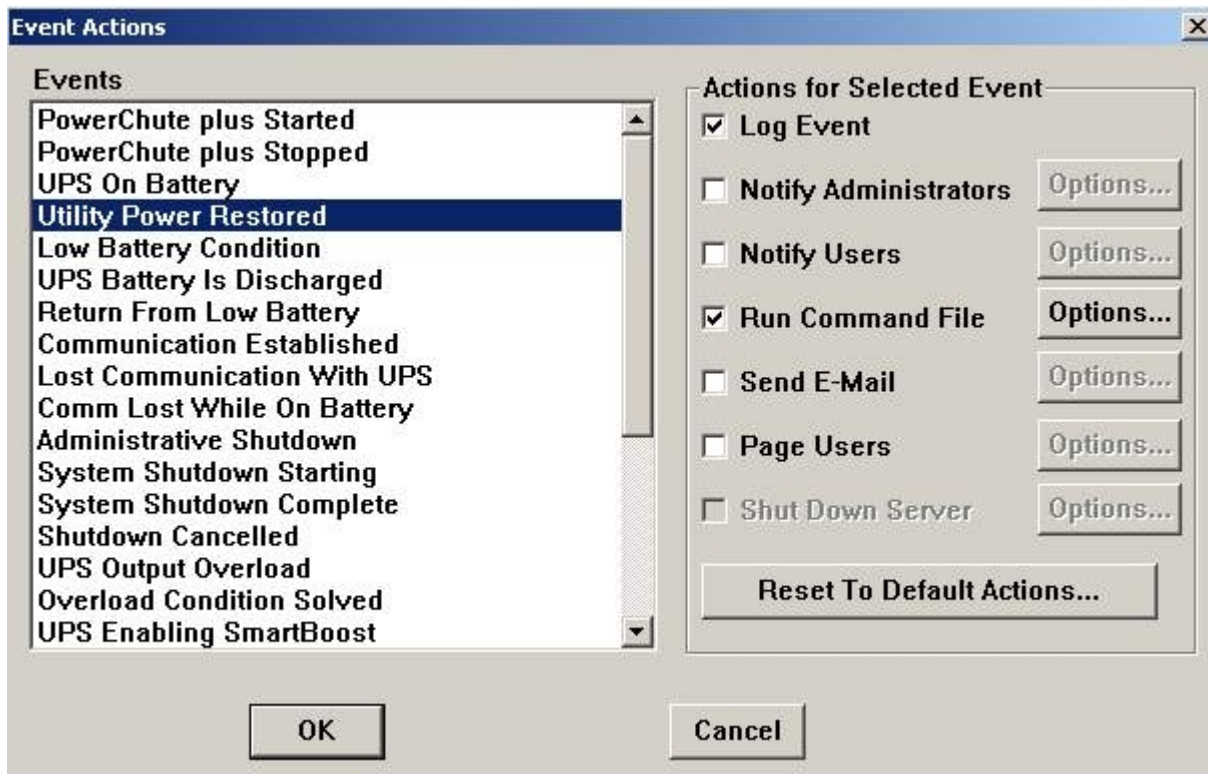 Event Actions
Events
PowerChute plus Started
PowerChute plus Stopped
UPS On Battery
Utility Power Restored
Low Battery Condition
UPS Battery Is Discharged
Return From Low Battery
Communication Established
Lost Communication With UPS
Comm Lost While On Battery
Administrative Shutdown
System Shutdown Starting
System Shutdown Complete
Shutdown Cancelled
UPS Output Overload
Overload Condition Solved
UPS Enabling SmartBoost
Actions for Selected Event
Log Event
Notify Administrators Options...
Notify Users Options...
Run Command File Options...
Send E-Mail Options...
Page Users Options...
Shut Down Server Options...
Reset To Default Actions...
OK Cancel